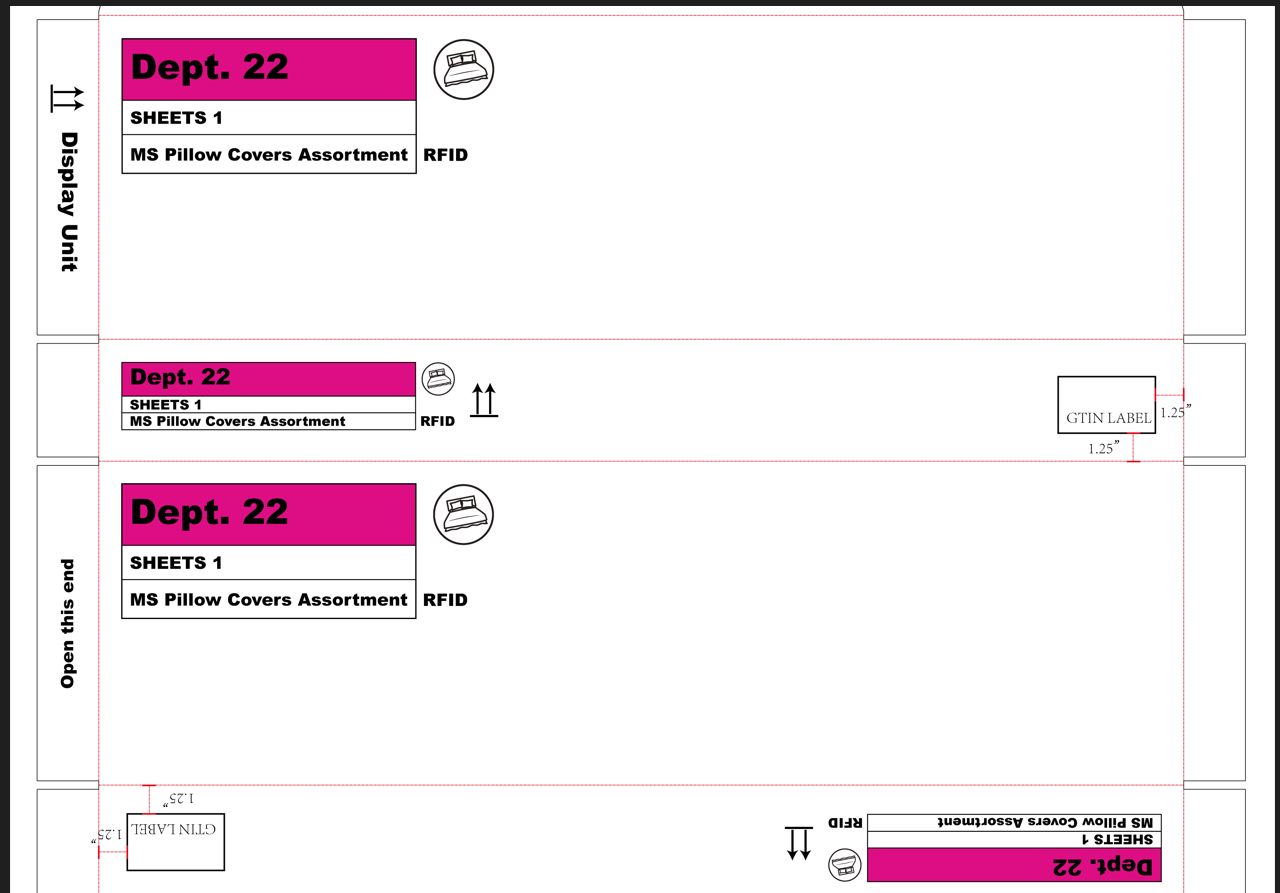 Display Unit
Dept. 22
SHEETS 1
MS Pillow Covers Assortment RFID
Dept. 22
SHEETS 1
MS Pillow Covers Assortment RFID
GTIN LABEL
1.25"
1.25"
Open this end
Dept. 22
SHEETS 1
MS Pillow Covers Assortment RFID
1.25"
1.25"
GTIN LABEL
Dept. 22
SHEETS 1
MS Pillow Covers Assortment RFID